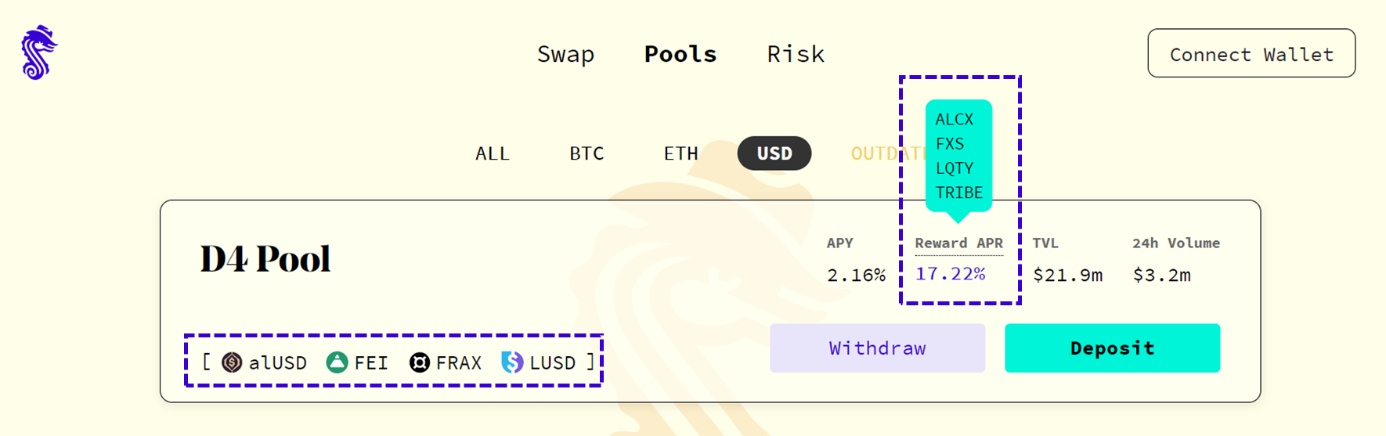 Swap Pools Risk Connect Wallet
ALL BTC ETH USD
ALCX
FXS
LQTY
TRIBE
D4 Pool
APY Reward APR TVL 24h Volume
2.16% 17.22% $21.9m $3.2m
[ alUSD FEI FRAX LUSD ]
Withdraw Deposit